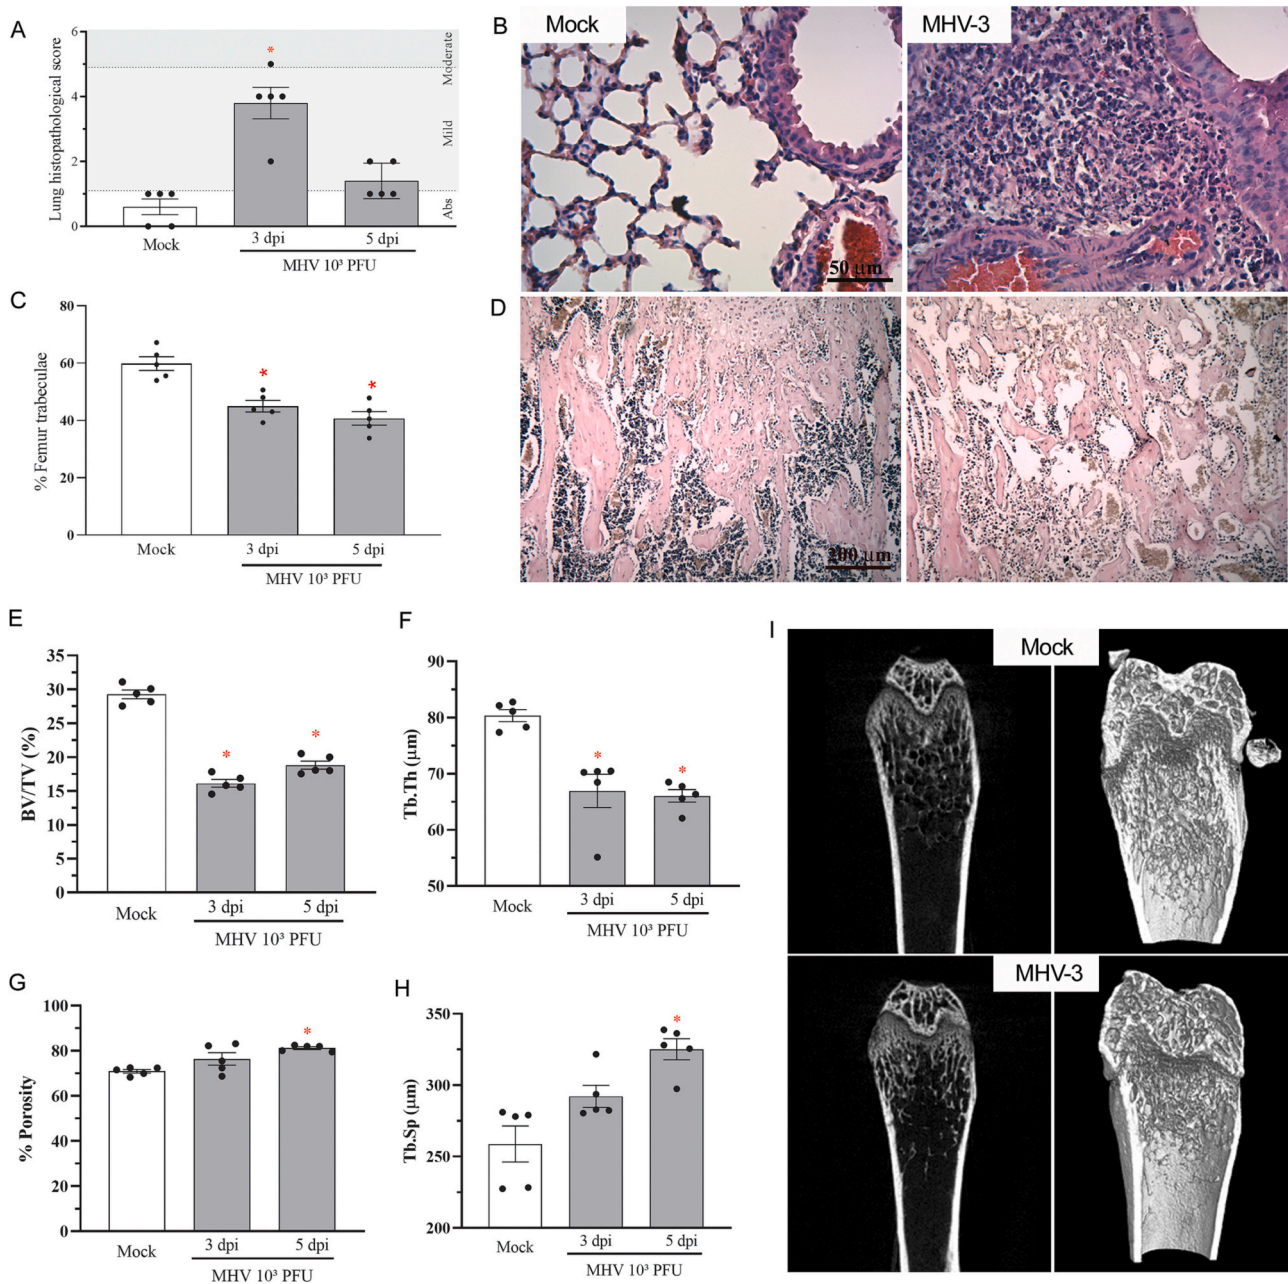 A
Lung histopathological score
6
4
2
0
Moderate
Mild
Abs
*
Mock
3 dpi
5 dpi
MHV 10³ PFU
B
Mock
MHV-3
50 µm
C
% Femur trabeculae
80
60
40
20
0
*
*
Mock
3 dpi
5 dpi
MHV 10³ PFU
D
200 µm
E
BV/TV (%)
35
30
25
20
15
10
5
0
*
*
Mock
3 dpi
5 dpi
MHV 10³ PFU
F
Tb.Th (µm)
90
80
70
60
50
*
*
Mock
3 dpi
5 dpi
MHV 10³ PFU
G
% Porosity
100
80
60
40
20
0
*
Mock
3 dpi
5 dpi
MHV 10³ PFU
H
Tb.Sp (µm)
350
300
250
200
*
Mock
3 dpi
5 dpi
MHV 10³ PFU
I
Mock
MHV-3